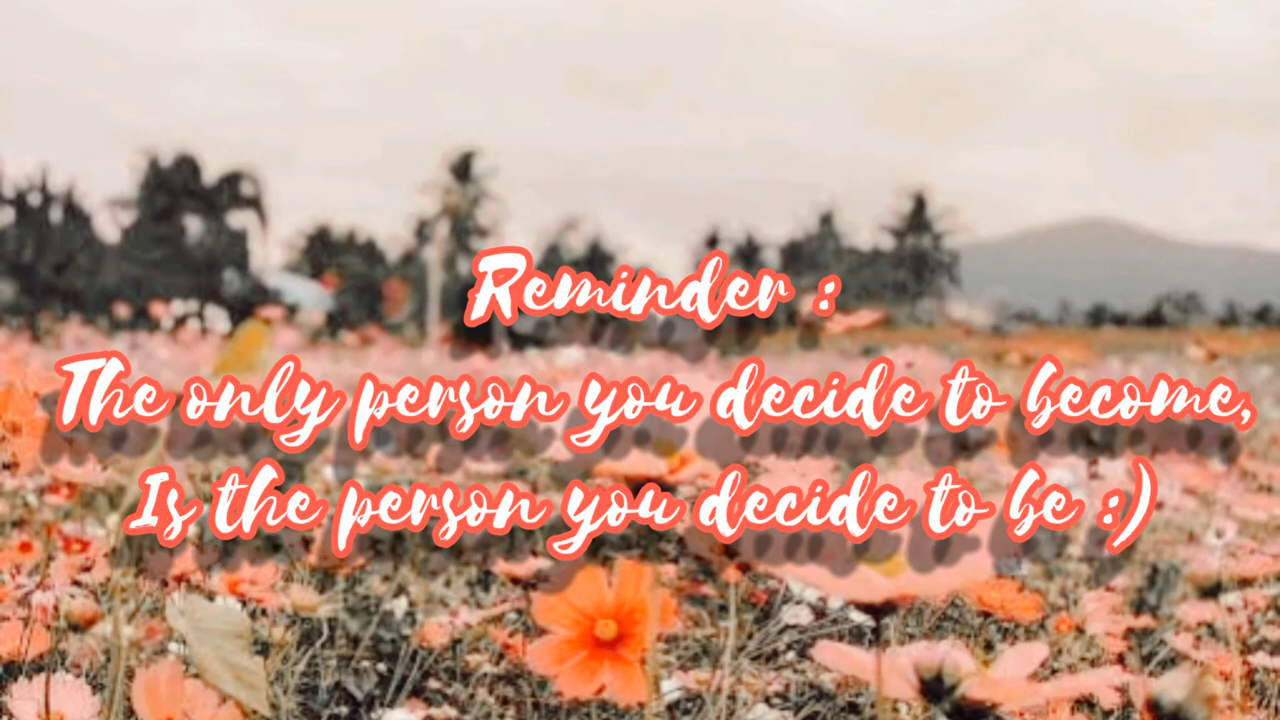 Reminder :
The only person you decide to become,
Is the person you decide to be :)